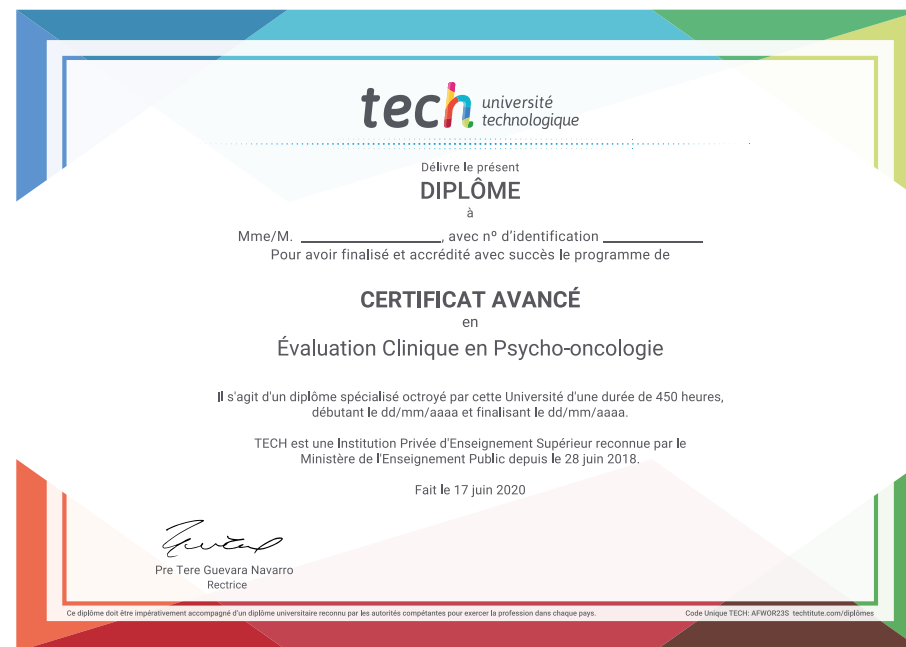 tech université
technologique
Délivre le présent
DIPLÔME
à
Mme/M. ____________________, avec nº d'identification ______________
Pour avoir finalisé et accrédité avec succès le programme de
CERTIFICAT AVANCÉ
en
Évaluation Clinique en Psycho-oncologie
Il s'agit d'un diplôme spécialisé octroyé par cette Université d'une durée de 450 heures,
débutant le dd/mm/aaaa et finalisant le dd/mm/aaaa.
TECH est une Institution Privée d'Enseignement Supérieur reconnue par le
Ministère de l'Enseignement Public depuis le 28 juin 2018.
Fait le 17 juin 2020
Pre Tere Guevara Navarro
Rectrice
Ce diplôme doit être impérativement accompagné d'un diplôme universitaire reconnu par les autorités compétantes pour exercer la profession dans chaque pays.
Code Unique TECH: AFWOR23S techtitute.com/diplômes